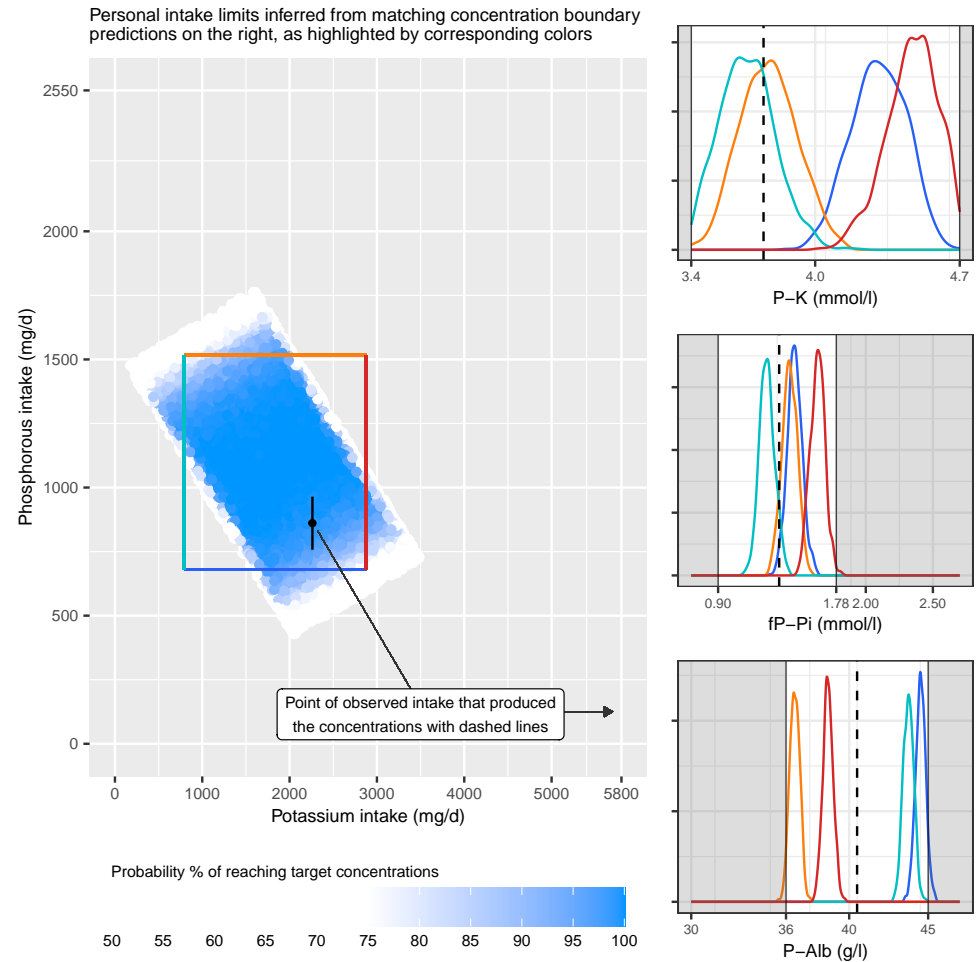 Personal intake limits inferred from matching concentration boundary
predictions on the right, as highlighted by corresponding colors
2550
2000
1500
1000
500
0
Phosphorous intake (mg/d)
0 1000 2000 3000 4000 5000 5800
Potassium intake (mg/d)
Point of observed intake that produced
the concentrations with dashed lines
Probability % of reaching target concentrations
50 55 60 65 70 75 80 85 90 95 100
3.4 4.0 4.7
P−K (mmol/l)
0.90 1.78 2.00 2.50
fP−Pi (mmol/l)
30 36 40 45
P−Alb (g/l)